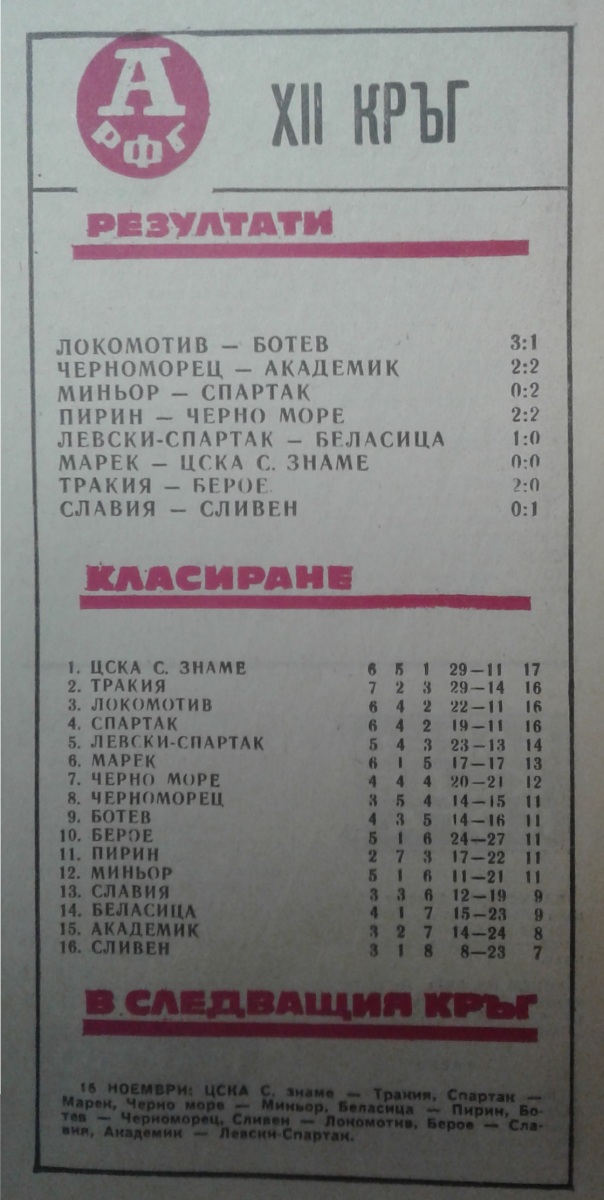 А
РФГ
XII КРЪГ
РЕЗУЛТАТИ
ЛОКОМОТИВ — БОТЕВ 3:1
ЧЕРНОМОРЕЦ — АКАДЕМИК 2:2
МИНЬОР — СПАРТАК 0:2
ПИРИН — ЧЕРНО МОРЕ 2:2
ЛЕВСКИ-СПАРТАК — БЕЛАСИЦА 1:0
МАРЕК — ЦСКА С. ЗНАМЕ 0:0
ТРАКИЯ — БЕРОЕ 2:0
СЛАВИЯ — СЛИВЕН 0:1
КЛАСИРАНЕ
1. ЦСКА С. ЗНАМЕ 6 5 1 29—11 17
2. ТРАКИЯ 7 2 3 29—14 16
3. ЛОКОМОТИВ 6 4 2 22—11 16
4. СПАРТАК 6 4 2 19—11 16
5. ЛЕВСКИ-СПАРТАК 5 4 3 23—13 14
6. МАРЕК 6 1 5 17—17 13
7. ЧЕРНО МОРЕ 4 4 4 20—21 12
8. ЧЕРНОМОРЕЦ 3 5 4 14—15 11
9. БОТЕВ 4 3 5 14—16 11
10. БЕРОЕ 5 1 6 24—27 11
11. ПИРИН 2 7 3 17—22 11
12. МИНЬОР 5 1 6 11—21 11
13. СЛАВИЯ 3 3 6 12—19 9
14. БЕЛАСИЦА 4 1 7 15—23 9
15. АКАДЕМИК 3 2 7 14—24 8
16. СЛИВЕН 3 1 8 8—23 7
В СЛЕДВАЩИЯ КРЪГ
15 НОЕМВРИ: ЦСКА С. знаме — Тракия, Спартак —
Марек, Черно море — Миньор, Беласица — Пирин, Бо-
тев — Черноморец, Сливен — Локомотив, Берое — Сла-
вия, Академик — Левски-Спартак.